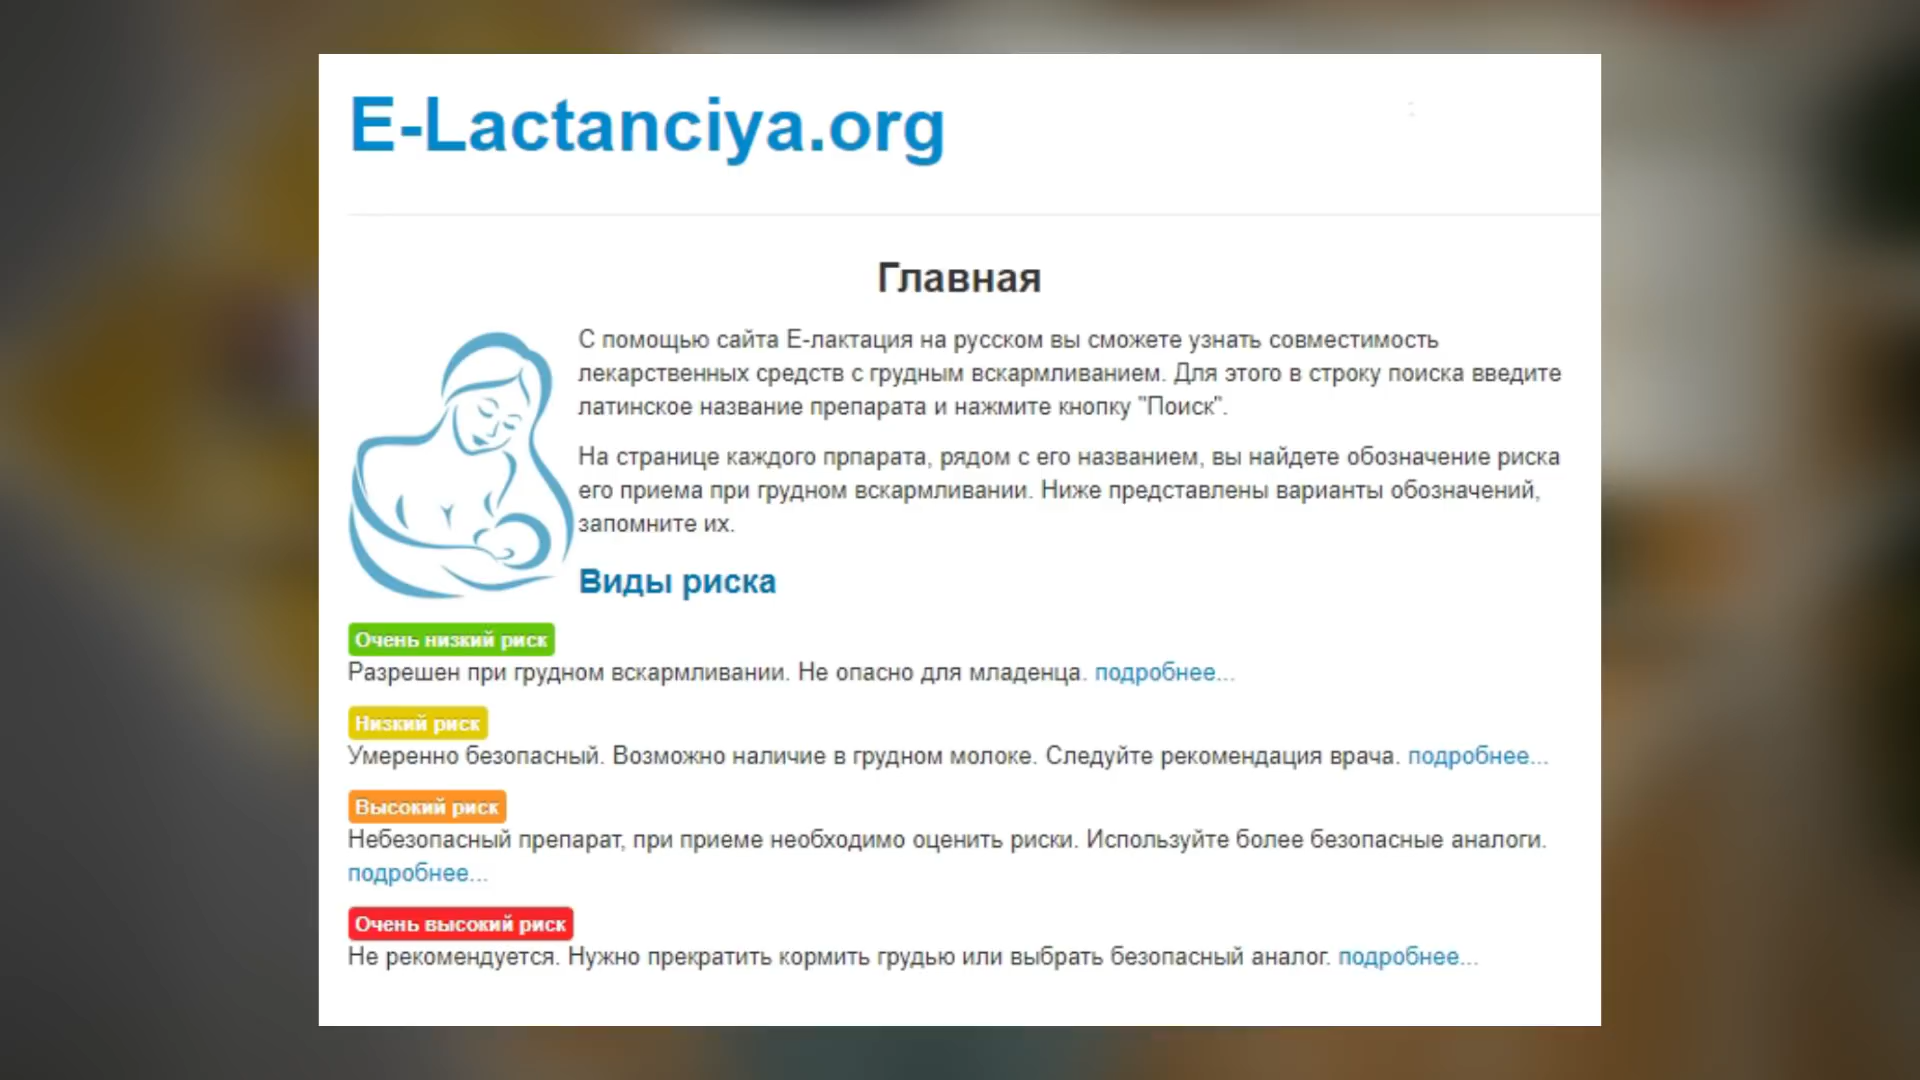 E-Lactanciya.org
Главная
С помощью сайта Е-лактация на русском вы сможете узнать совместимость
лекарственных средств с грудным вскармливанием. Для этого в строку поиска введите
латинское название препарата и нажмите кнопку "Поиск".
На странице каждого прпарата, рядом с его названием, вы найдете обозначение риска
его приема при грудном вскармливании. Ниже представлены варианты обозначений,
запомните их.
Виды риска
Очень низкий риск
Разрешен при грудном вскармливании. Не опасно для младенца. подробнее...
Низкий риск
Умеренно безопасный. Возможно наличие в грудном молоке. Следуйте рекомендация врача. подробнее...
Высокий риск
Небезопасный препарат, при приеме необходимо оценить риски. Используйте более безопасные аналоги.
подробнее...
Очень высокий риск
Не рекомендуется. Нужно прекратить кормить грудью или выбрать безопасный аналог. подробнее...